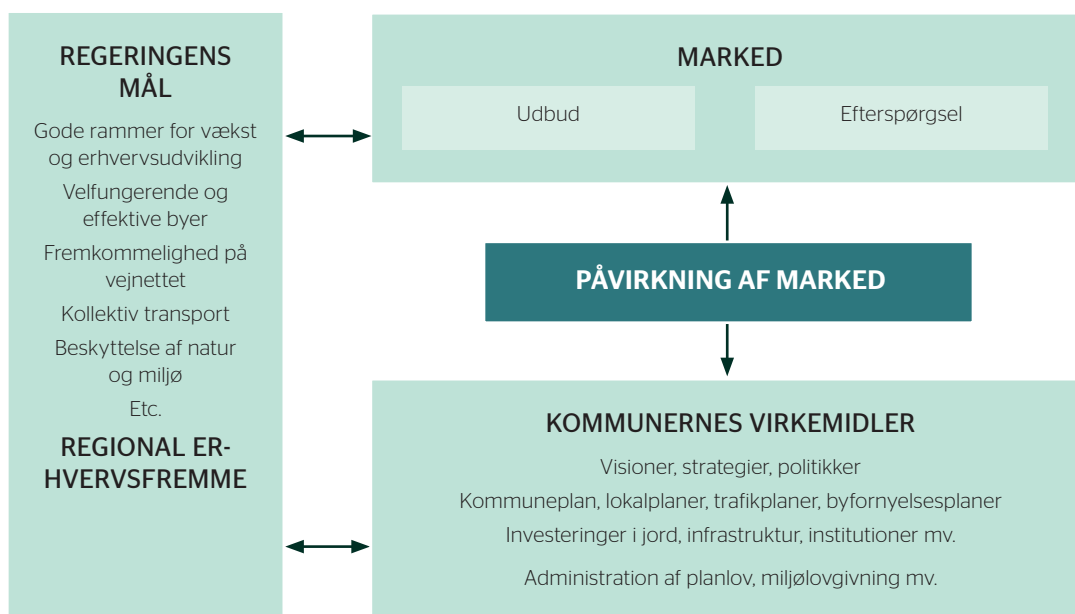 REGERINGENS
MÅL
Gode rammer for vækst
og erhvervsudvikling
Velfungerende og
effektive byer
Fremkommelighed på
vejnettet
Kollektiv transport
Beskyttelse af natur
og miljø
Etc.
REGIONAL ER-
HVERVSFREMME
MARKED
Udbud
Efterspørgsel
PÅVIRKNING AF MARKED
KOMMUNERNES VIRKEMIDLER
Visioner, strategier, politikker
Kommuneplan, lokalplaner, trafikplaner, byfornyelsesplaner
Investeringer i jord, infrastruktur, institutioner mv.
Administration af planlov, miljølovgivning mv.